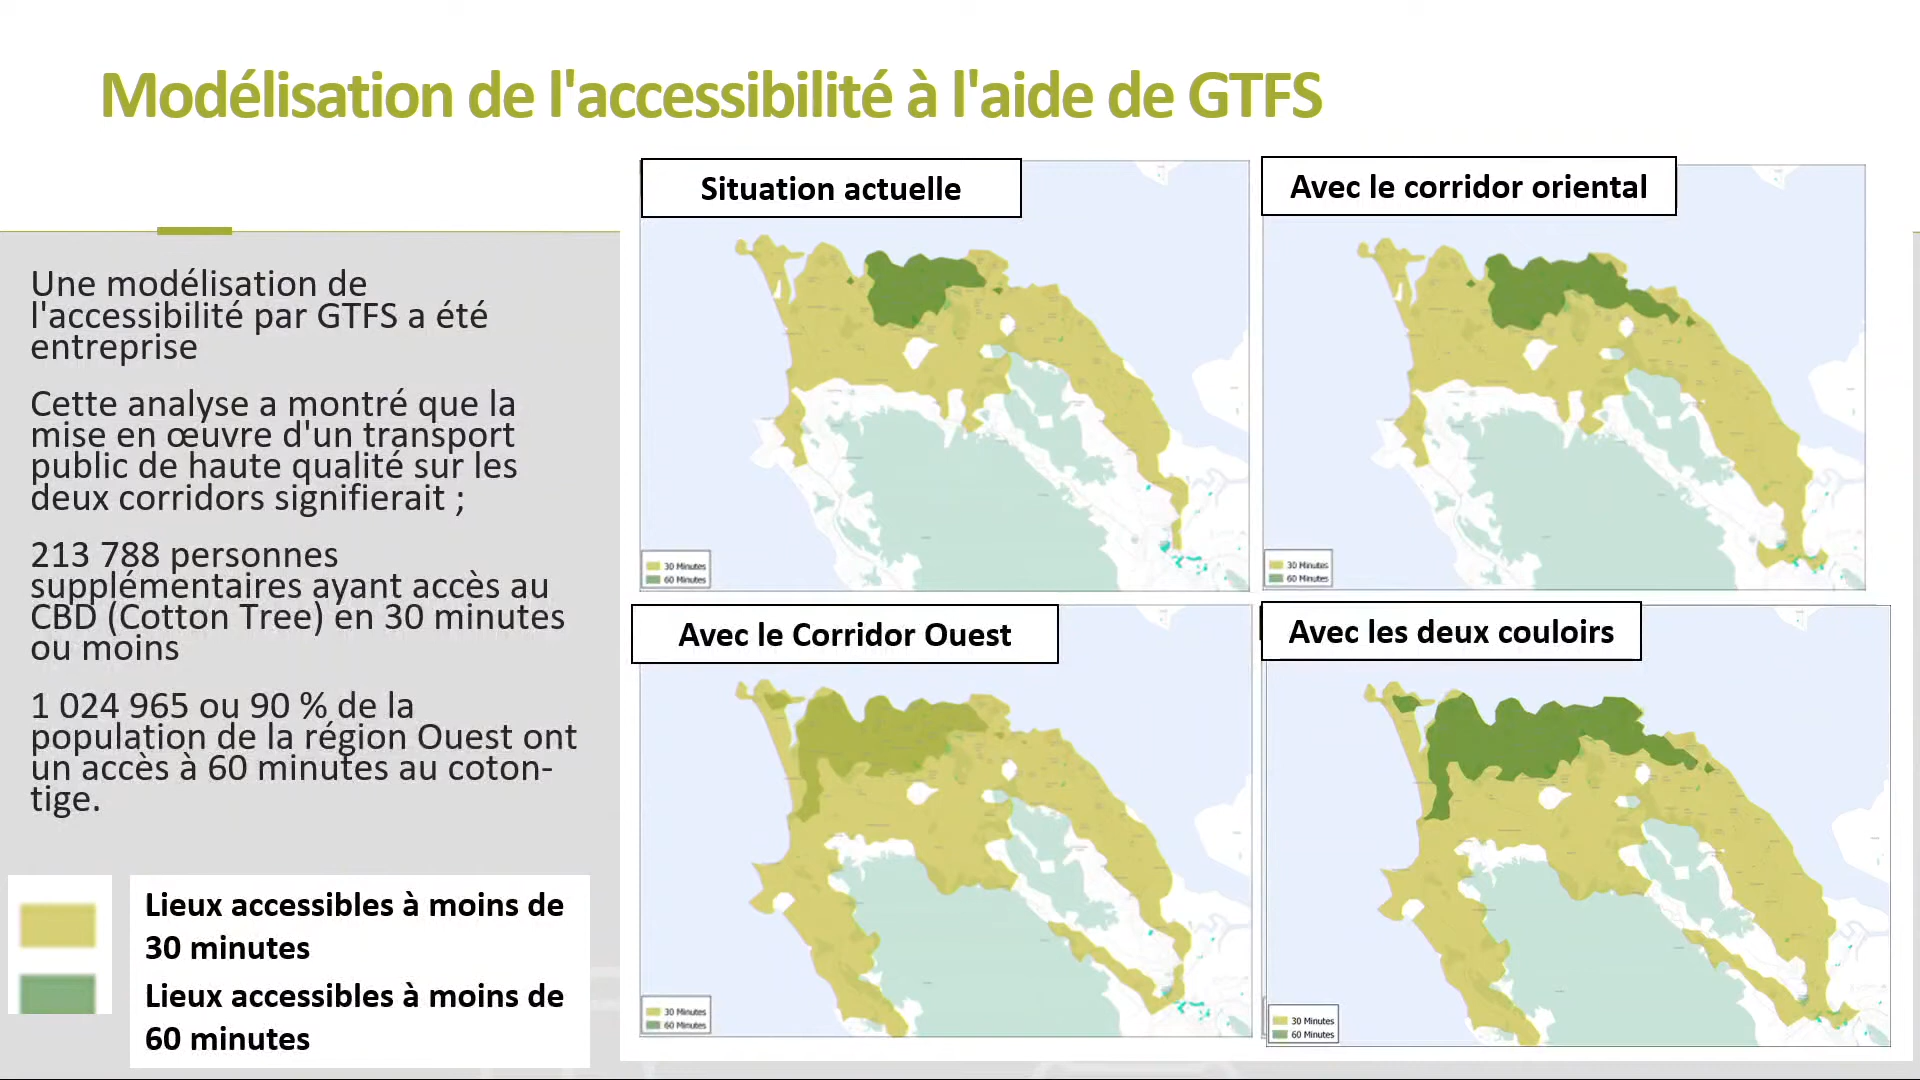 Modélisation de l'accessibilité à l'aide de GTFS
Une modélisation de
l'accessibilité par GTFS a été
entreprise
Cette analyse a montré que la
mise en œuvre d'un transport
public de haute qualité sur les
deux corridors signifierait ;
213 788 personnes
supplémentaires ayant accès au
CBD (Cotton Tree) en 30 minutes
ou moins
1 024 965 ou 90 % de la
population de la région Ouest ont
un accès à 60 minutes au coton-
tige.
Lieux accessibles à moins de
30 minutes
Lieux accessibles à moins de
60 minutes
Situation actuelle
30 Minutes
60 Minutes
Avec le corridor oriental
30 Minutes
60 Minutes
Avec le Corridor Ouest
30 Minutes
60 Minutes
Avec les deux couloirs
30 Minutes
60 Minutes